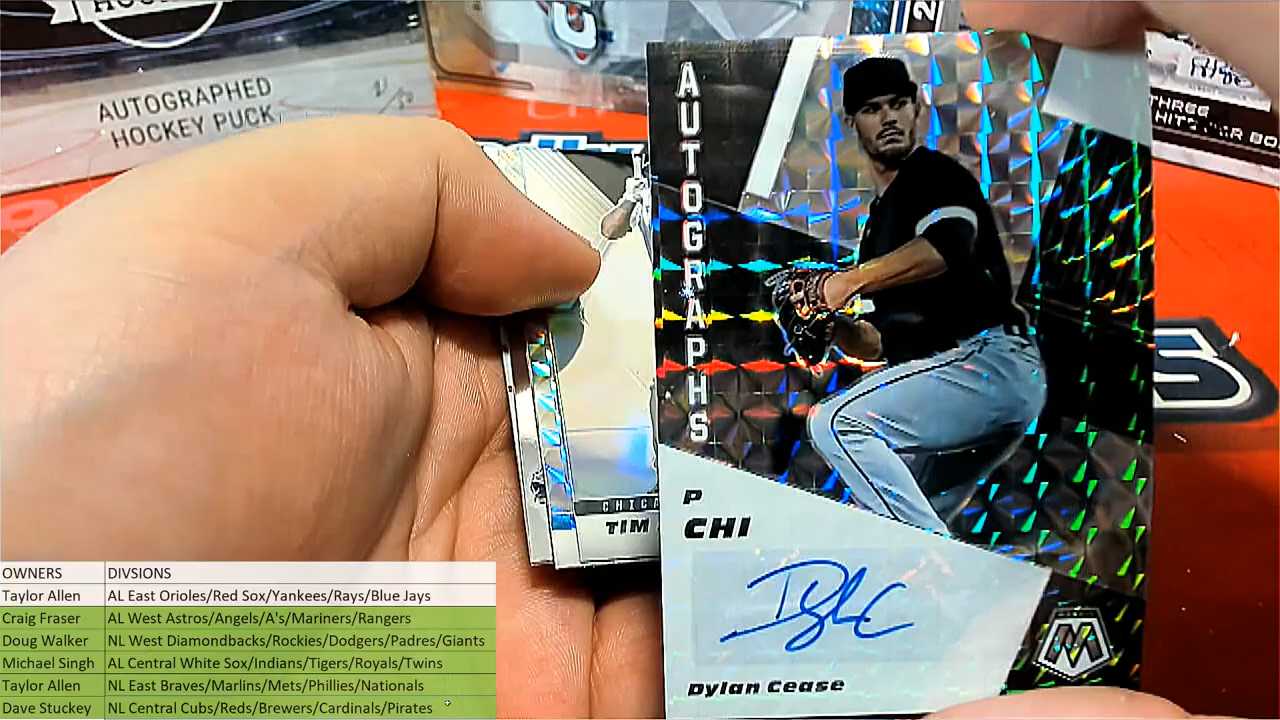 AUTOGRAPHED
HOCKEY PUCK
THREE
AUTOGRAPHS
CHICA
TIM
P
CHI
Dylan Cease
OWNERS DIVSIONS
Taylor Allen AL East Orioles/Red Sox/Yankees/Rays/Blue Jays
Craig Fraser AL West Astros/Angels/A's/Mariners/Rangers
Doug Walker NL West Diamondbacks/Rockies/Dodgers/Padres/Giants
Michael Singh AL Central White Sox/Indians/Tigers/Royals/Twins
Taylor Allen NL East Braves/Marlins/Mets/Phillies/Nationals
Dave Stuckey NL Central Cubs/Reds/Brewers/Cardinals/Pirates